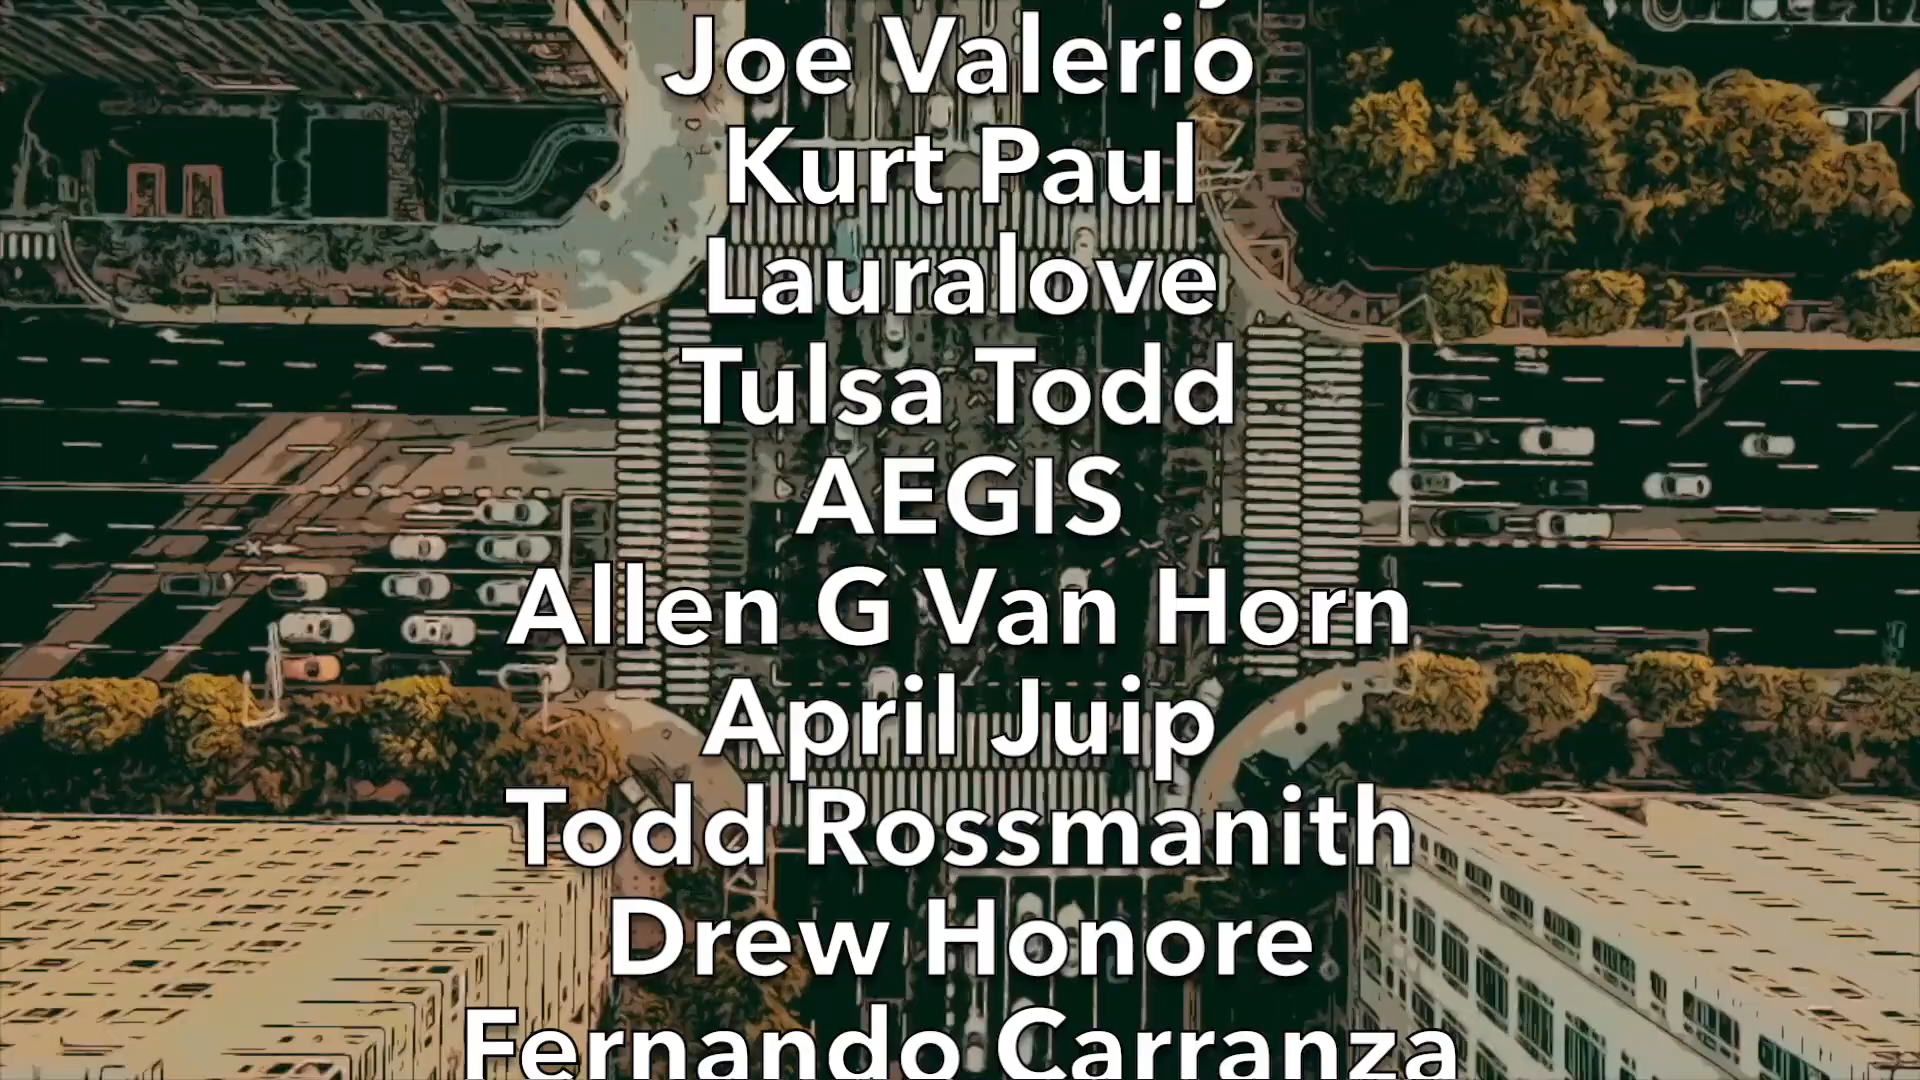 Joe Valerio
Kurt Paul
Lauralove
Tulsa Todd
AEGIS
Allen G Van Horn
April Juip
Todd Rossmanith
Drew Honore
Fernando Carranza